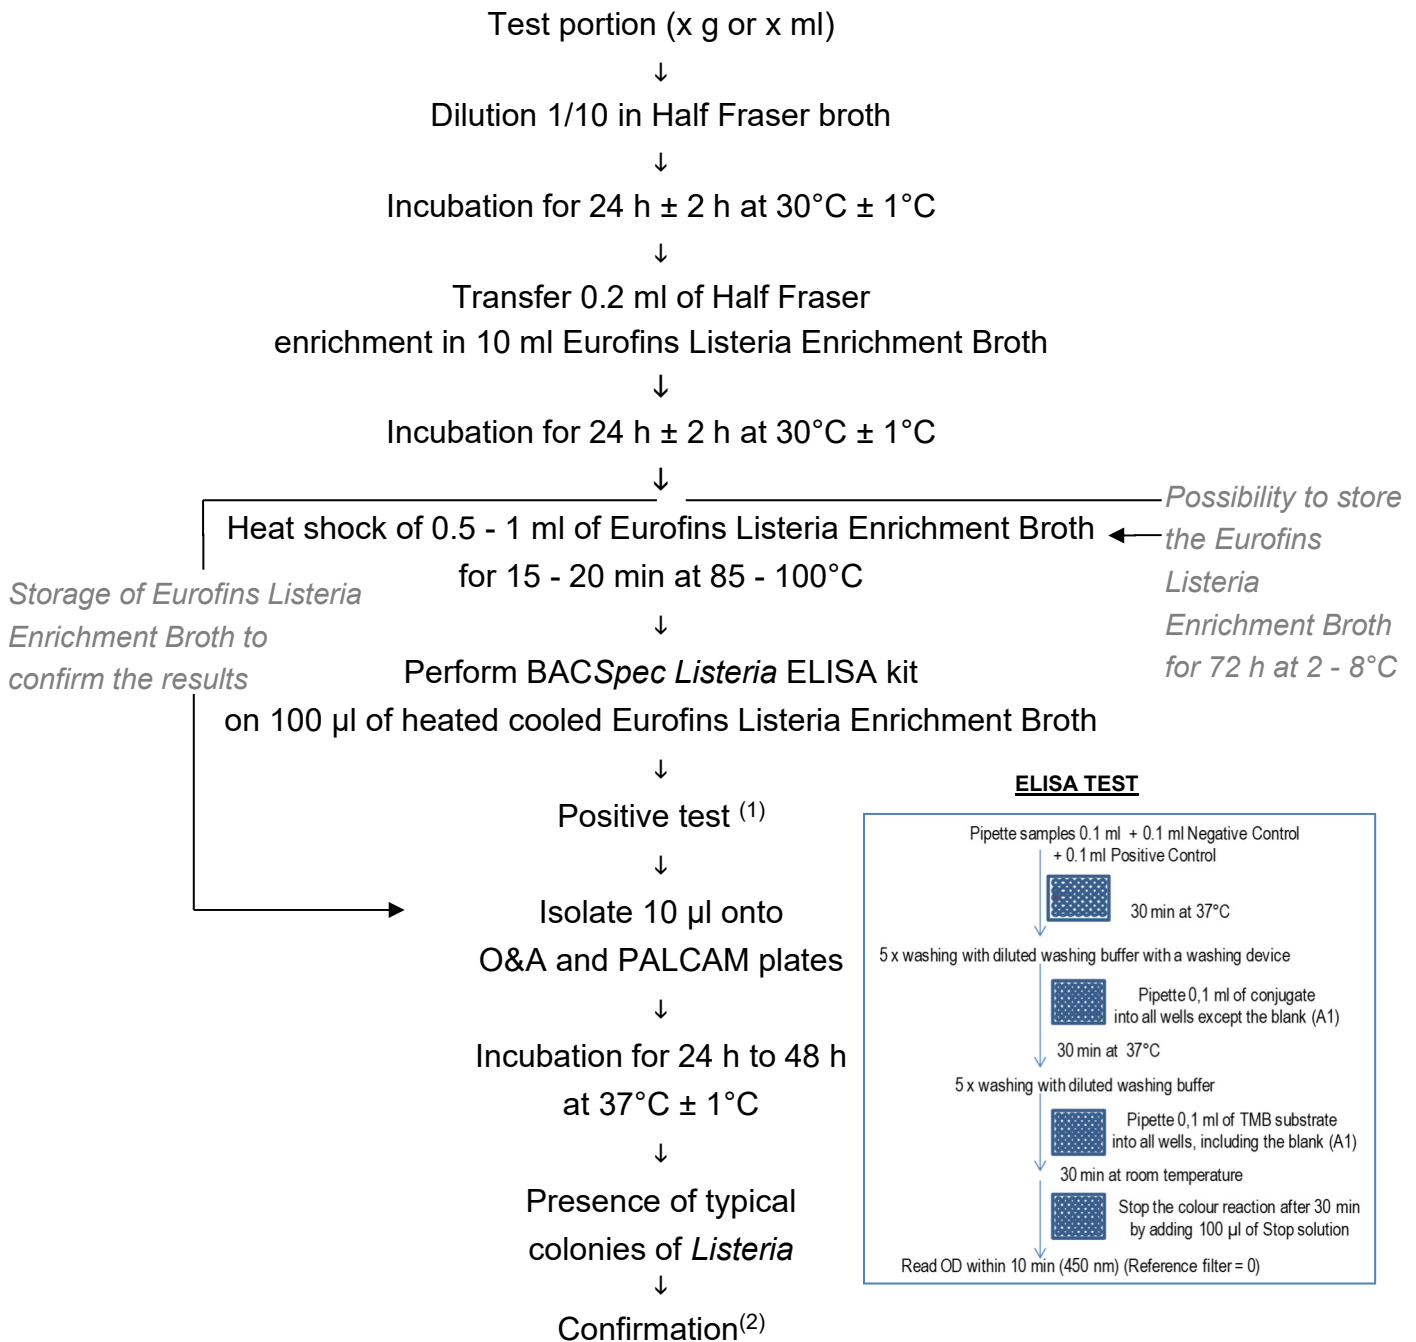 Test portion (x g or x ml)
↓
Dilution 1/10 in Half Fraser broth
↓
Incubation for 24 h ± 2 h at 30°C ± 1°C
↓
Transfer 0.2 ml of Half Fraser
enrichment in 10 ml Eurofins Listeria Enrichment Broth
↓
Incubation for 24 h ± 2 h at 30°C ± 1°C
↓
Heat shock of 0.5 - 1 ml of Eurofins Listeria Enrichment Broth
for 15 - 20 min at 85 - 100°C
Possibility to store
the Eurofins
Listeria
Enrichment Broth
for 72 h at 2 - 8°C
Storage of Eurofins Listeria
Enrichment Broth to
confirm the results
↓
Perform BACSpec Listeria ELISA kit
on 100 µl of heated cooled Eurofins Listeria Enrichment Broth
↓
Positive test (1)
↓
Isolate 10 µl onto
O&A and PALCAM plates
↓
Incubation for 24 h to 48 h
at 37°C ± 1°C
↓
Presence of typical
colonies of Listeria
↓
Confirmation(2)
ELISA TEST
Pipette samples 0.1 ml + 0.1 ml Negative Control
+ 0.1 ml Positive Control
30 min at 37°C
5 x washing with diluted washing buffer with a washing device
Pipette 0,1 ml of conjugate
into all wells except the blank (A1)
30 min at 37°C
5 x washing with diluted washing buffer
Pipette 0,1 ml of TMB substrate
into all wells, including the blank (A1)
30 min at room temperature
Stop the colour reaction after 30 min
by adding 100 µl of Stop solution
Read OD within 10 min (450 nm) (Reference filter = 0)